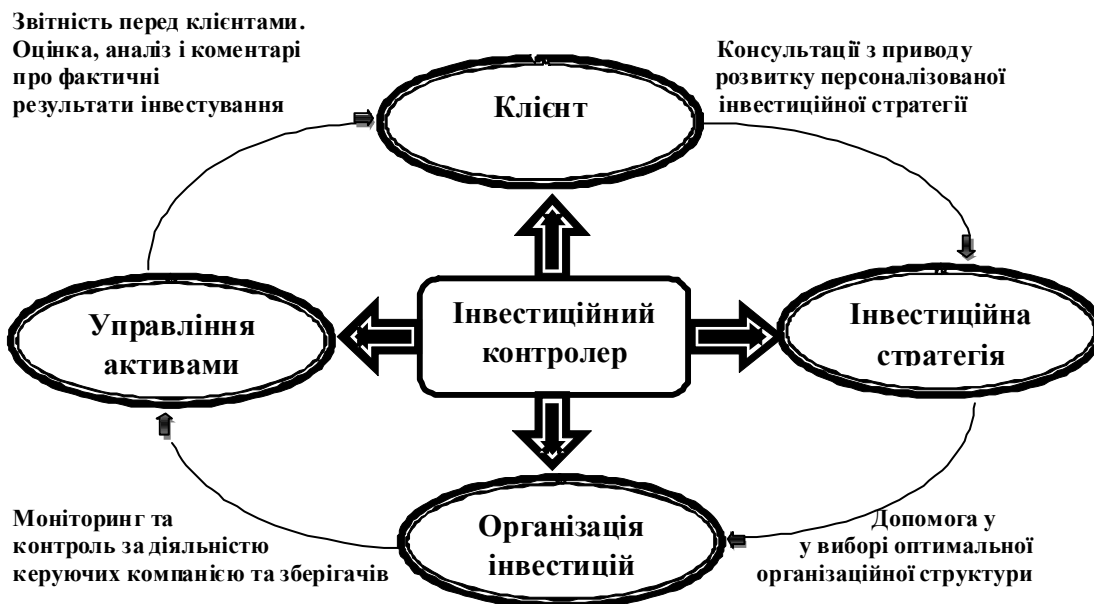 Звітність перед клієнтами.
Оцінка, аналіз і коментарі
про фактичні
результати інвестування
Консультації з приводу
розвитку персоналізованої
інвестиційної стратегії
Клієнт
Управління
активами
Інвестиційний
контролер
Інвестиційна
стратегія
Організація
інвестицій
Моніторинг та
контроль за діяльністю
керуючих компанією та зберігачів
Допомога у
у виборі оптимальної
організаційної структури